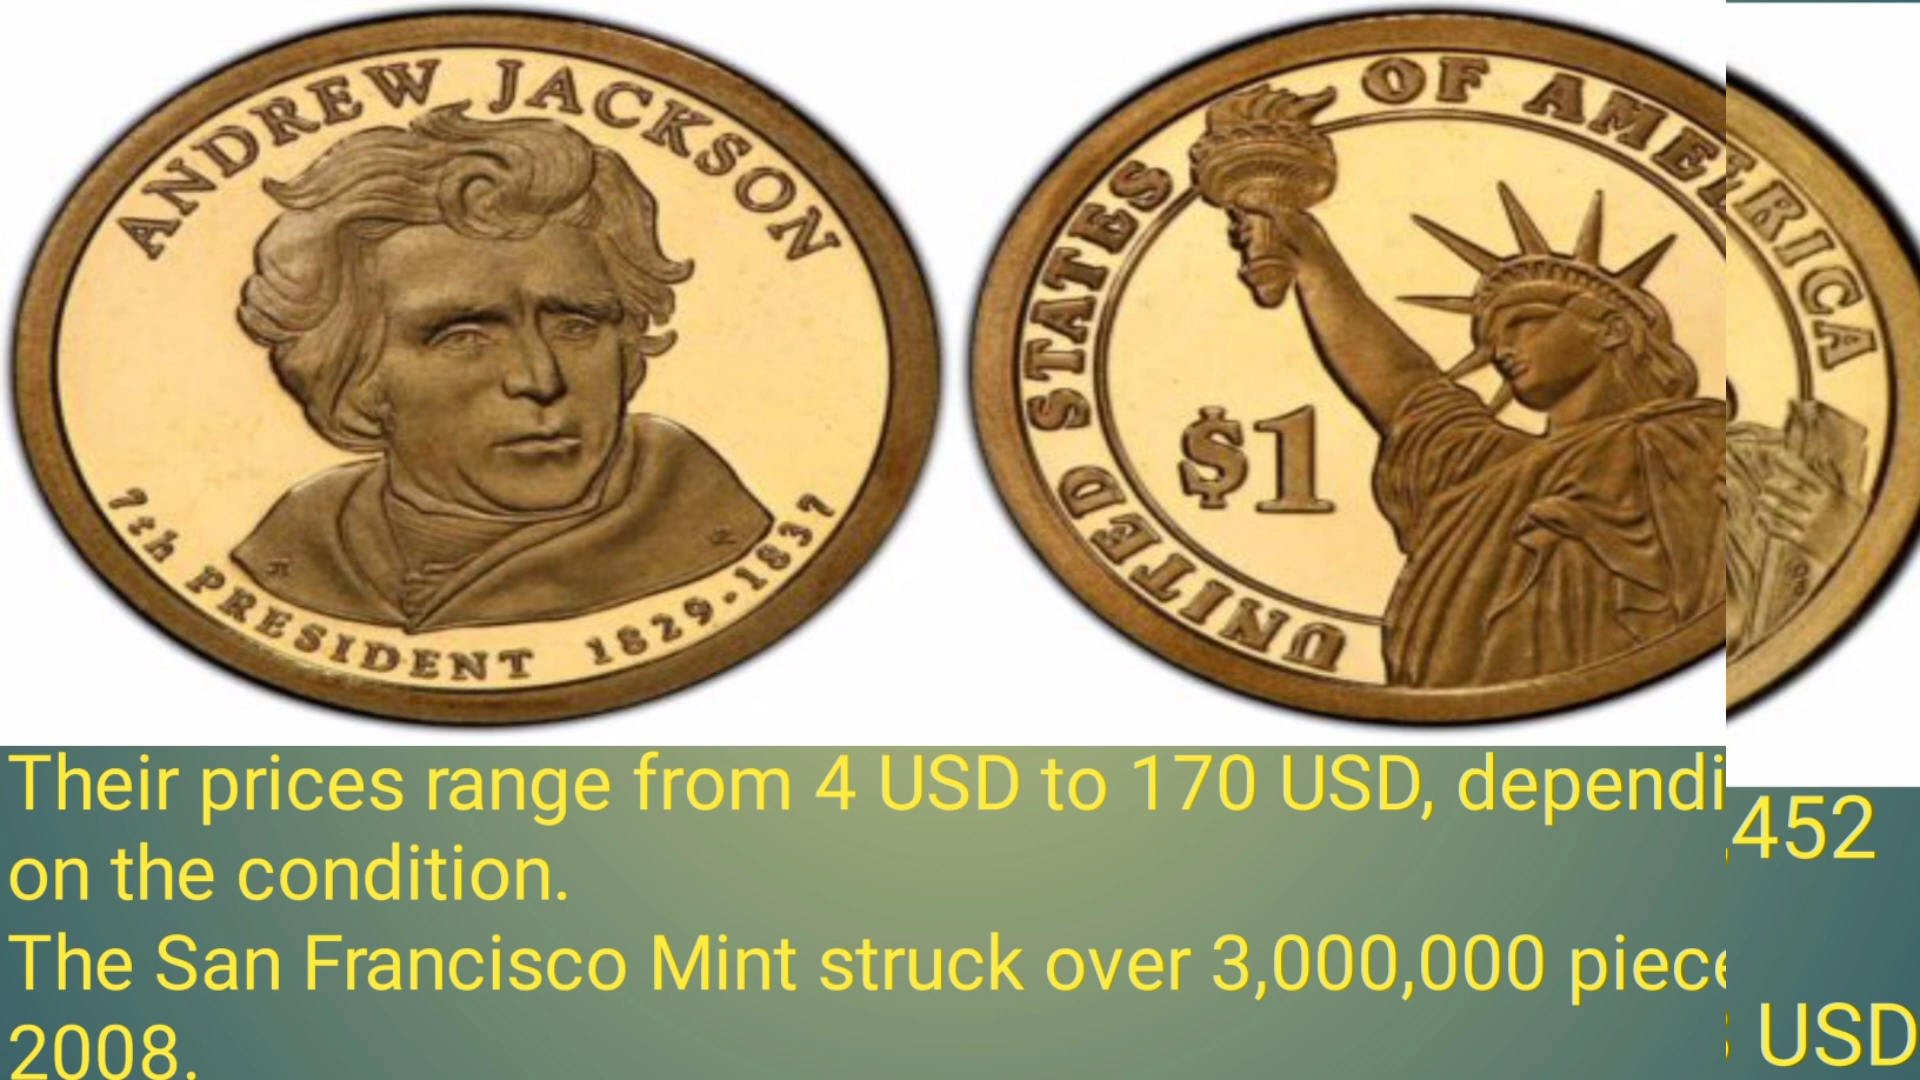 ANDREW JACKSON
7th PRESIDENT 1829-1837
UNITED STATES OF AMERICA
$1
Their prices range from 4 USD to 170 USD, dependi
on the condition.
The San Francisco Mint struck over 3,000,000 piece
2008.
452
USD